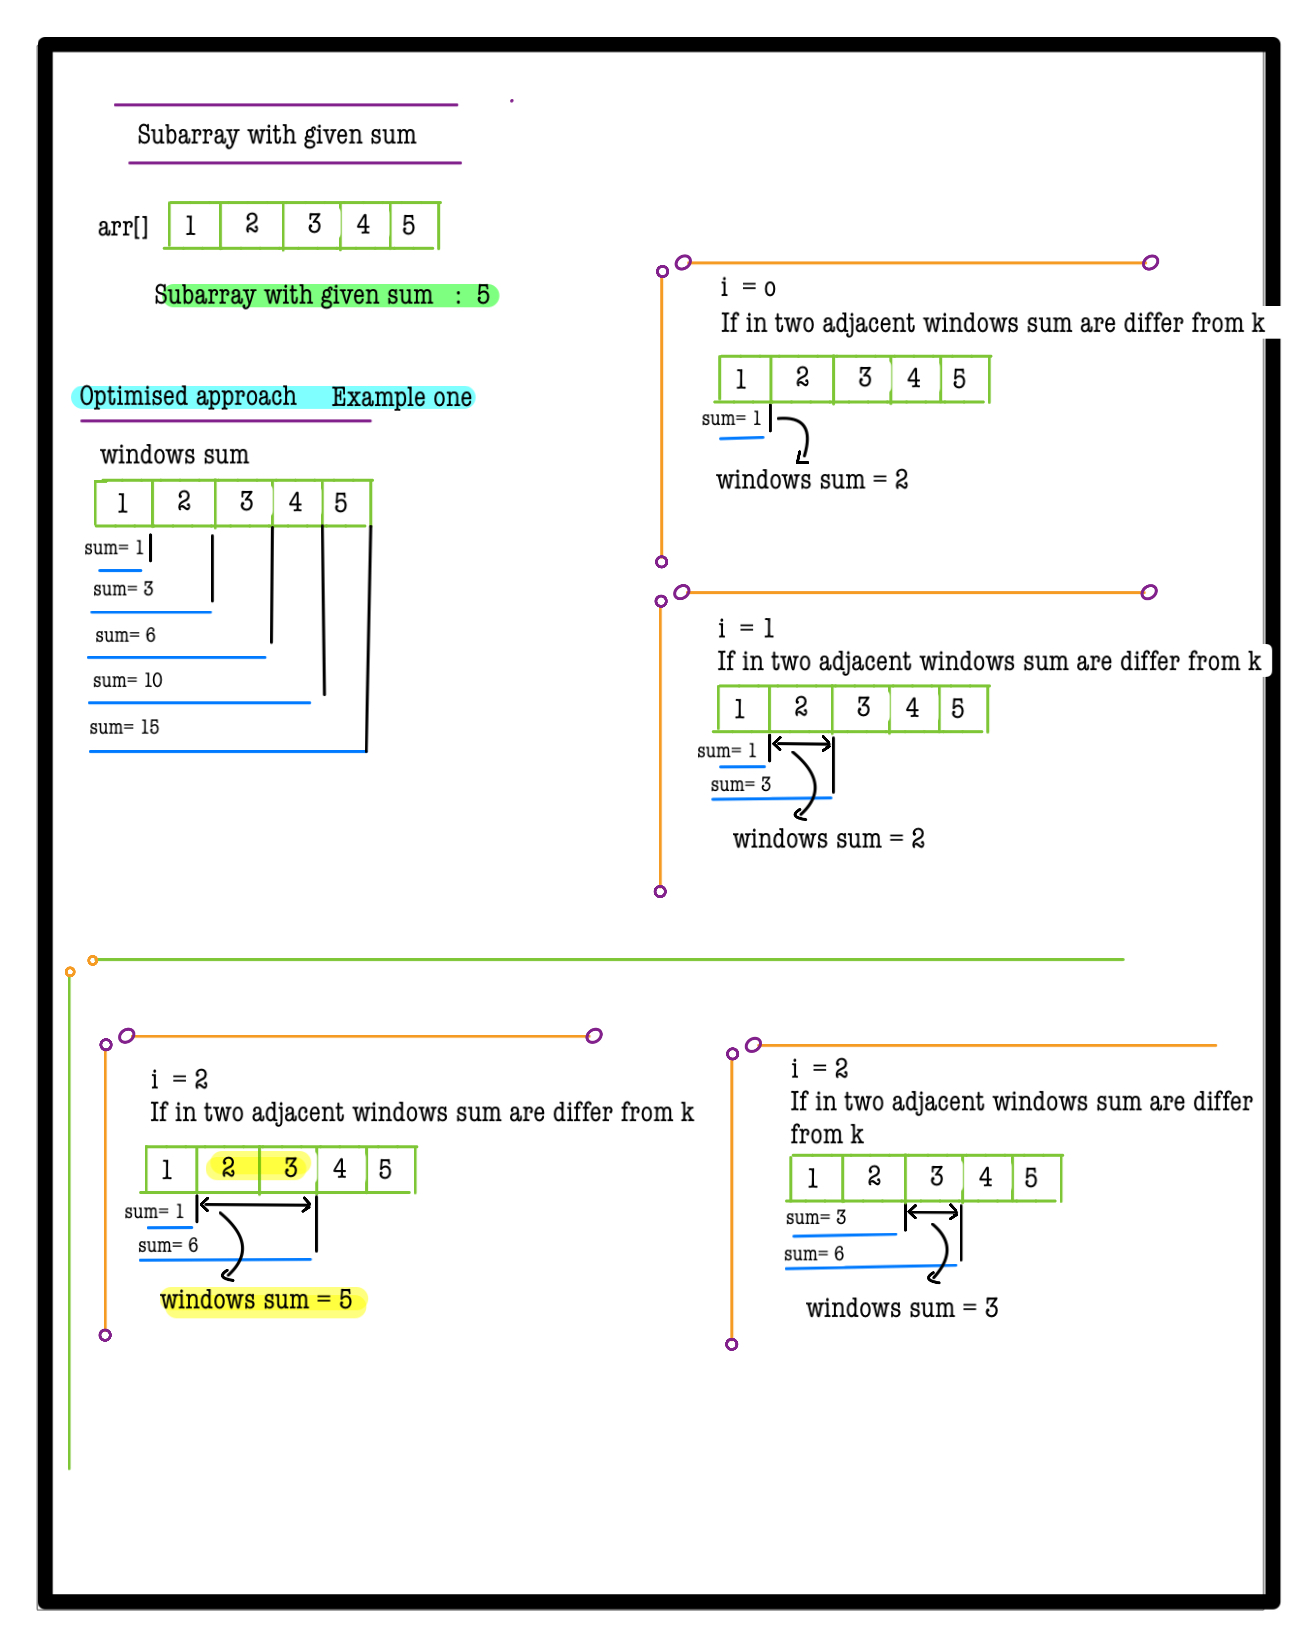 Subarray with given sum
arr[] 1 2 3 4 5
Subarray with given sum : 5
Optimised approach Example one
windows sum
1 2 3 4 5
sum= 1
sum= 3
sum= 6
sum= 10
sum= 15
i = o
If in two adjacent windows sum are differ from k
1 2 3 4 5
sum= 1
windows sum = 2
i = 1
If in two adjacent windows sum are differ from k
1 2 3 4 5
sum= 1
sum= 3
windows sum = 2
i = 2
If in two adjacent windows sum are differ from k
1 2 3 4 5
sum= 1
sum= 6
windows sum = 5
i = 2
If in two adjacent windows sum are differ
from k
1 2 3 4 5
sum= 3
sum= 6
windows sum = 3